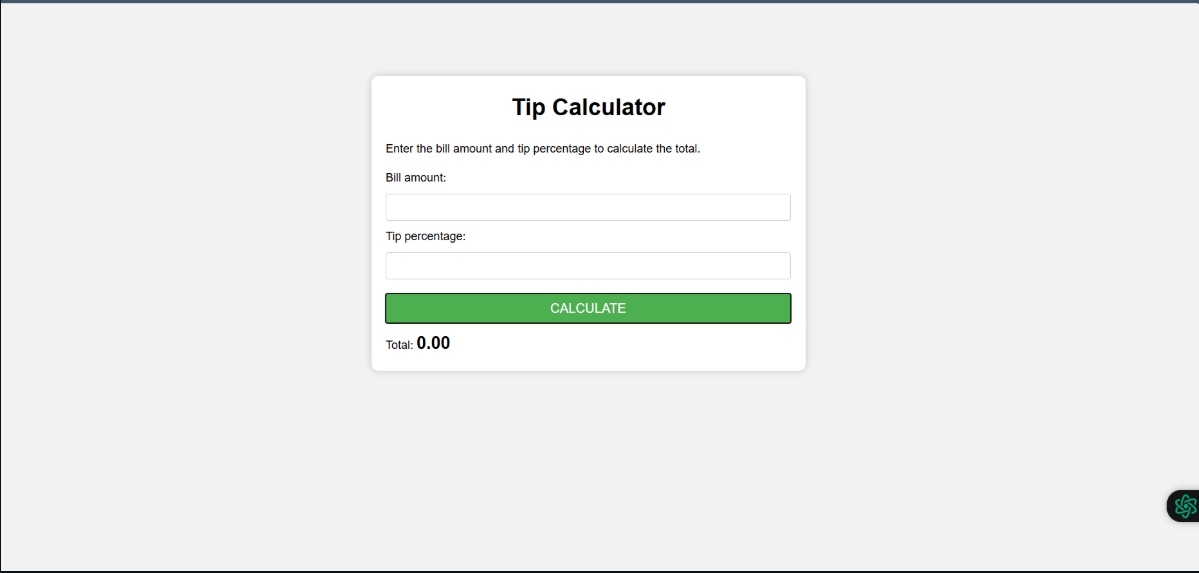 Tip Calculator
Enter the bill amount and tip percentage to calculate the total.
Bill amount:
Tip percentage:
CALCULATE
Total: 0.00